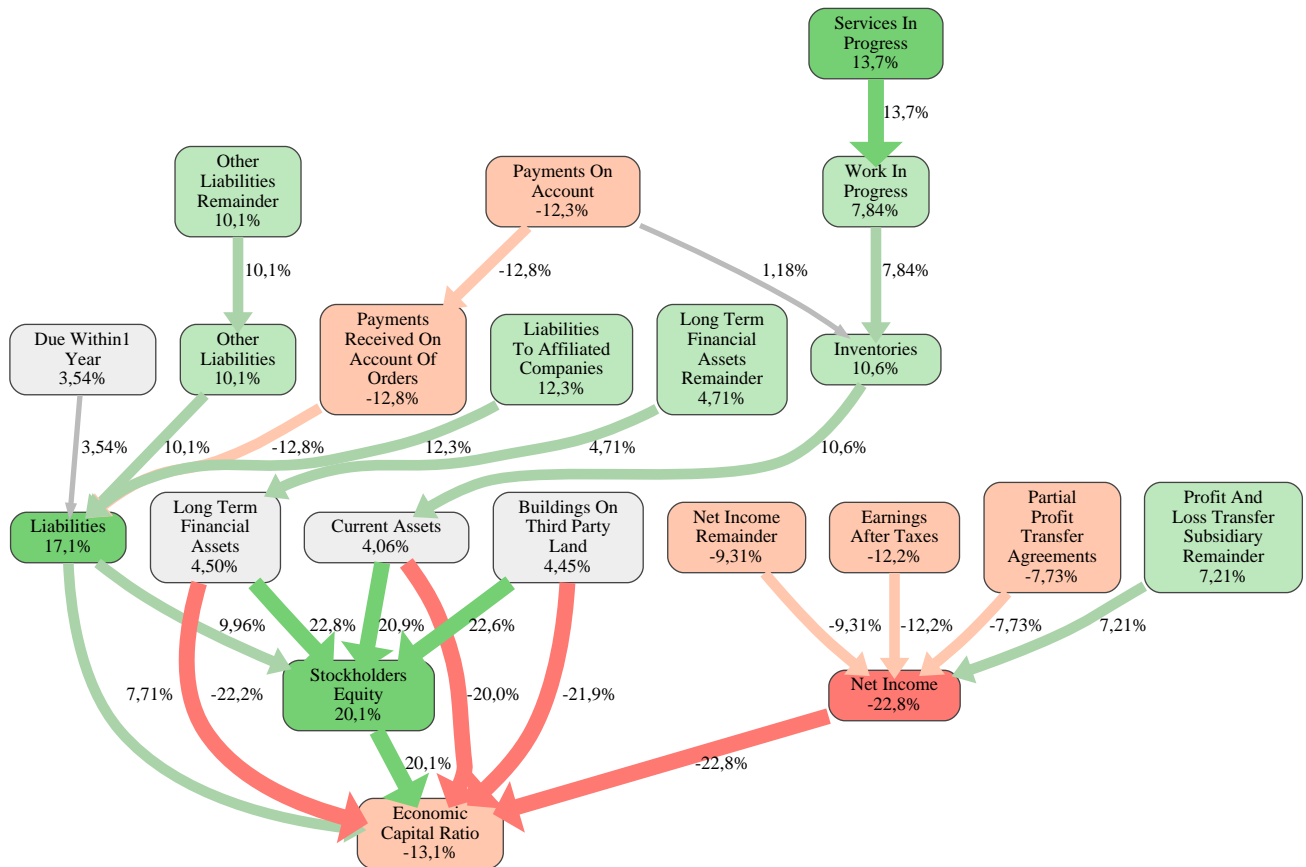 Services In
Progress
13,7%
13,7%
Other
Liabilities
Remainder
10,1%
Payments On
Account
-12,3%
Work In
Progress
7,84%
10,1%
-12,8%
1,18%
7,84%
Due Within1
Year
3,54%
Other
Liabilities
10,1%
Payments
Received On
Account Of
Orders
-12,8%
Liabilities
To Affiliated
Companies
12,3%
Long Term
Financial
Assets
Remainder
4,71%
Inventories
10,6%
3,54%
10,1%
-12,8%
12,3%
4,71%
10,6%
Liabilities
17,1%
Long Term
Financial
Assets
4,50%
Current Assets
4,06%
Buildings On
Third Party
Land
4,45%
Net Income
Remainder
-9,31%
Earnings
After Taxes
-12,2%
Partial
Profit
Transfer
Agreements
-7,73%
Profit And
Loss Transfer
Subsidiary
Remainder
7,21%
9,96%
22,8%
20,9%
22,6%
-9,31%
-12,2%
-7,73%
7,21%
7,71%
-22,2%
Stockholders
Equity
20,1%
-20,0%
-21,9%
Net Income
-22,8%
20,1%
-22,8%
Economic
Capital Ratio
-13,1%